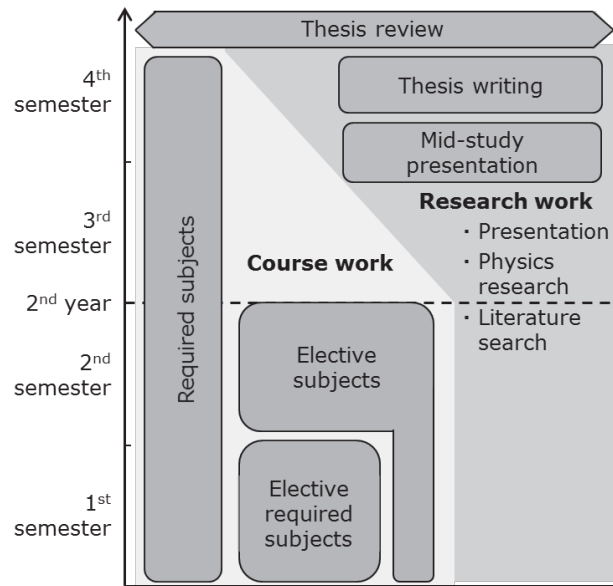 Thesis review
4th
semester
Thesis writing
Mid-study
presentation
3rd
semester
Research work
· Presentation
· Physics
research
· Literature
search
Course work
Required subjects
2nd year
2nd
semester
Elective
subjects
1st
semester
Elective
required
subjects